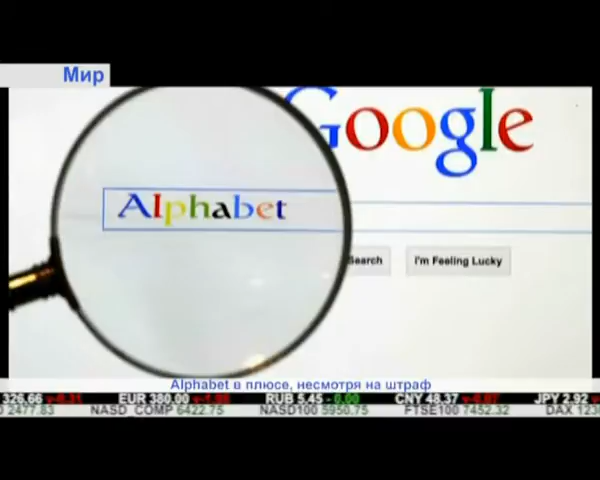 Мир
Google
Alphabet
Search
I'm Feeling Lucky
Alphabet в плюсе, несмотря на штраф
326.66 EUR 380.00 RUB 5.45 - 0.00 CNY 48.37 JPY 2.92
2477.83 NASD COMP 6422.75 NASD100 5950.75 FTSE100 7452.32 DAX